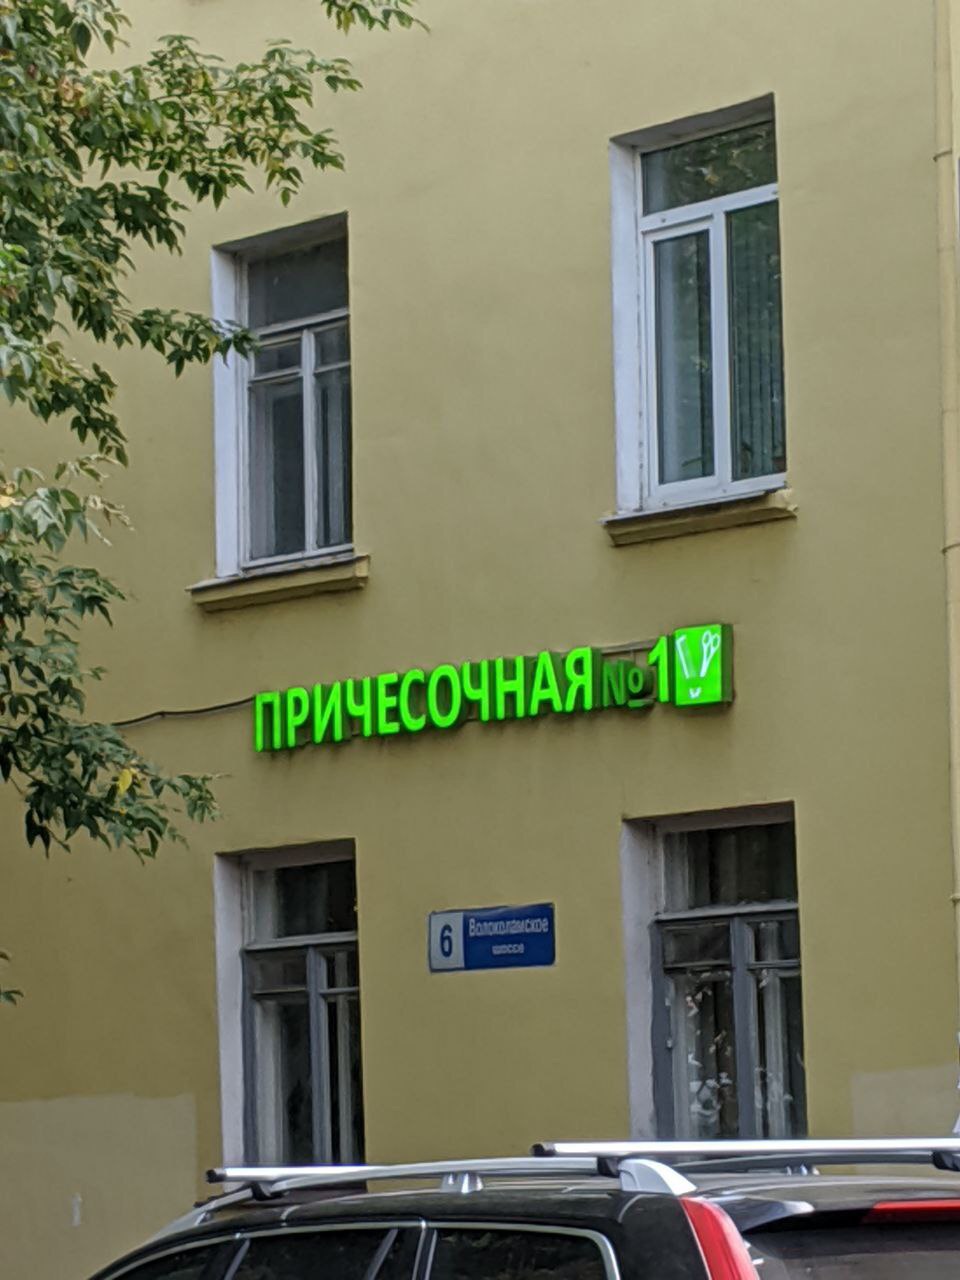 ПРИЧЕСОЧНАЯ №1
6
Волоколамское
шоссе